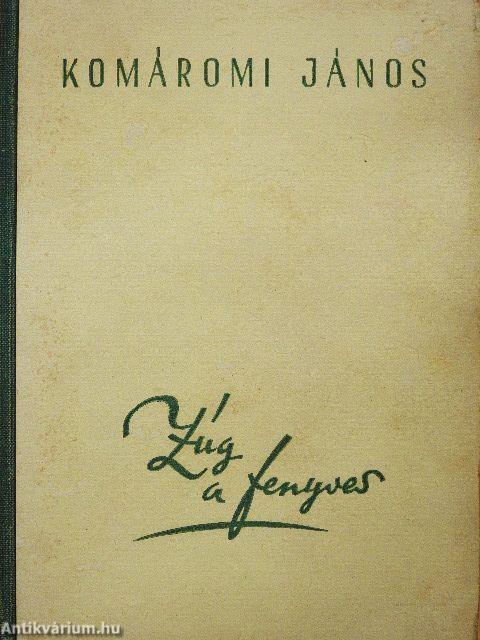 KOMÁROMI JÁNOS
Zúg
a fenyves
Antikvárium.hu